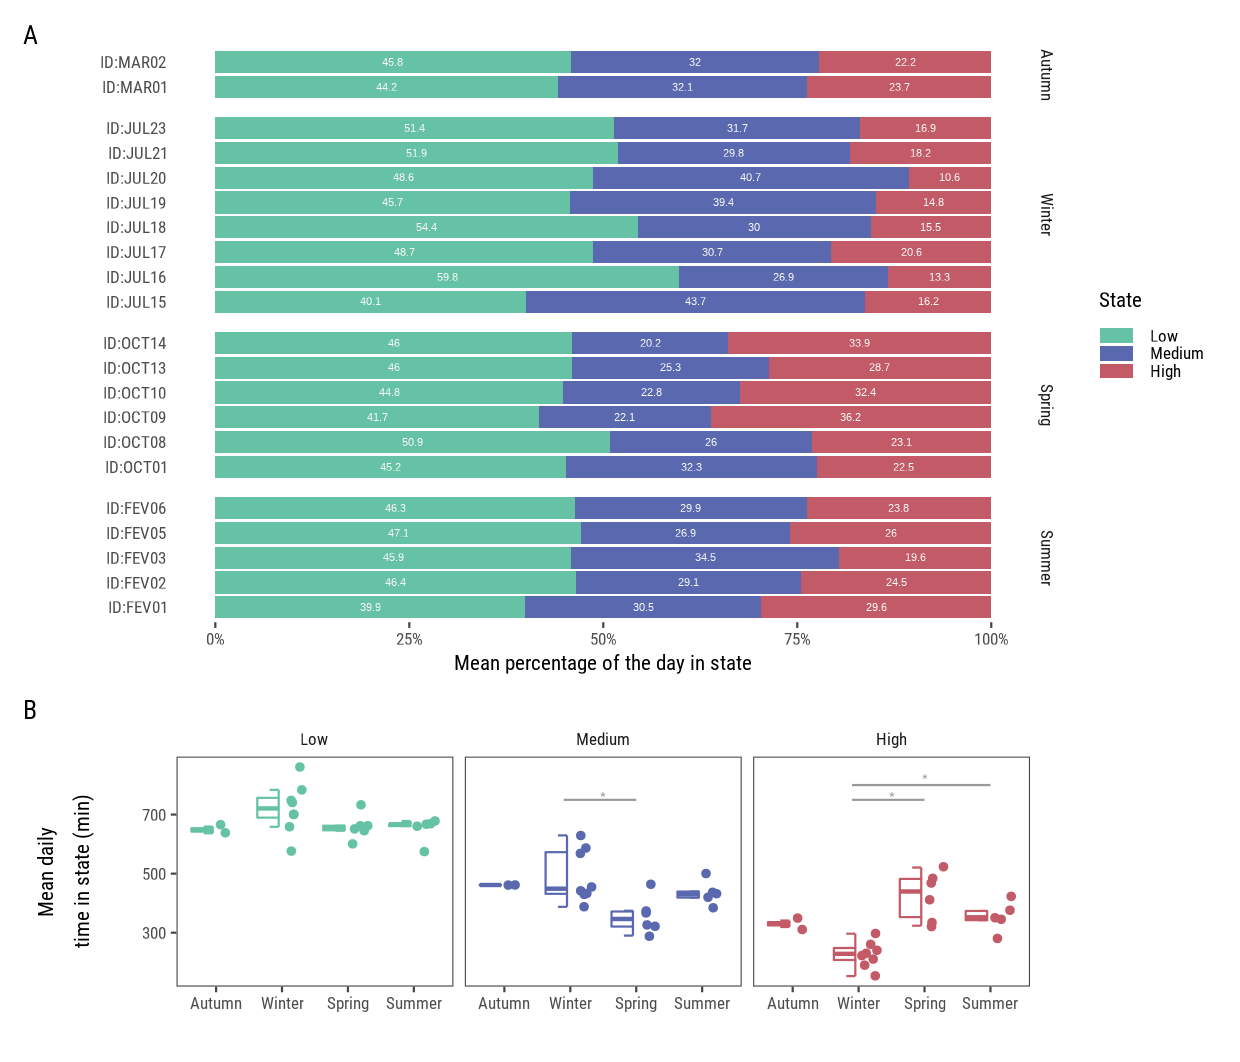 A
ID:MAR02 45.8 32 22.2
ID:MAR01 44.2 32.1 23.7
Autumn
ID:JUL23 51.4 31.7 16.9
ID:JUL21 51.9 29.8 18.2
ID:JUL20 48.6 40.7 10.6
ID:JUL19 45.7 39.4 14.8
ID:JUL18 54.4 30 15.5
ID:JUL17 48.7 30.7 20.6
ID:JUL16 59.8 26.9 13.3
ID:JUL15 40.1 43.7 16.2
Winter
ID:OCT14 46 20.2 33.9
ID:OCT13 46 25.3 28.7
ID:OCT10 44.8 22.8 32.4
ID:OCT09 41.7 22.1 36.2
ID:OCT08 50.9 26 23.1
ID:OCT01 45.2 32.3 22.5
Spring
ID:FEV06 46.3 29.9 23.8
ID:FEV05 47.1 26.9 26
ID:FEV03 45.9 34.5 19.6
ID:FEV02 46.4 29.1 24.5
ID:FEV01 39.9 30.5 29.6
Summer
0% 25% 50% 75% 100%
Mean percentage of the day in state
State
Low
Medium
High
B
Low Medium High
Mean daily
time in state (min)
700
500
300
*
*
*
Autumn Winter Spring Summer Autumn Winter Spring Summer Autumn Winter Spring Summer